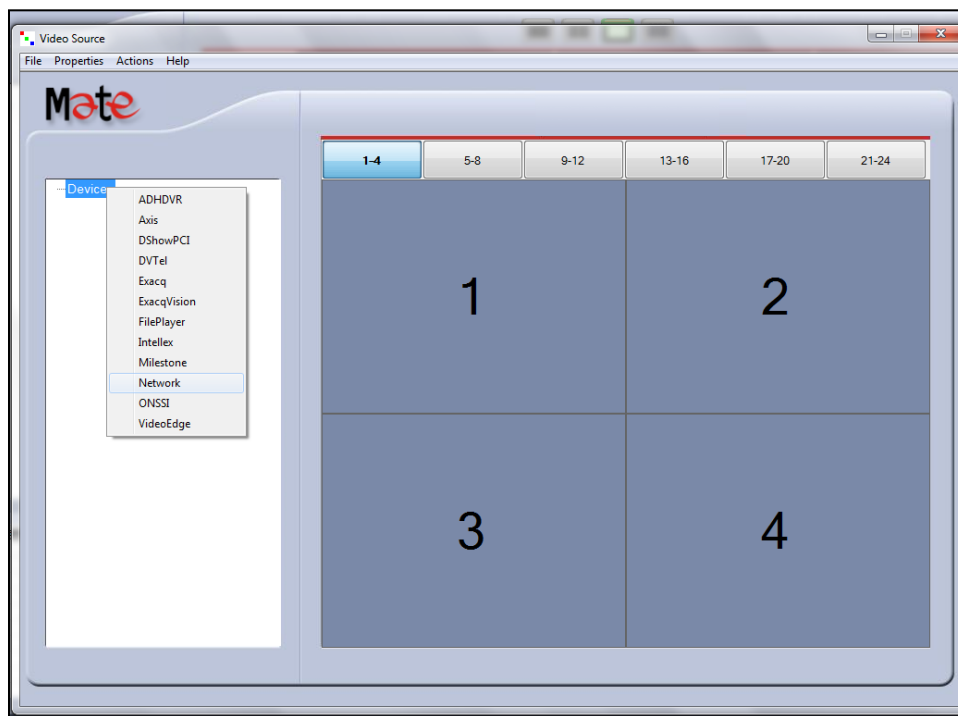 Video Source
File Properties Actions Help
Mate
1-4 5-8 9-12 13-16 17-20 21-24
Device
ADHDVR
Axis
DShowPCI
DVTel
Exacq
ExacqVision
FilePlayer
Intellex
Milestone
Network
ONSSI
VideoEdge
1 2
3 4